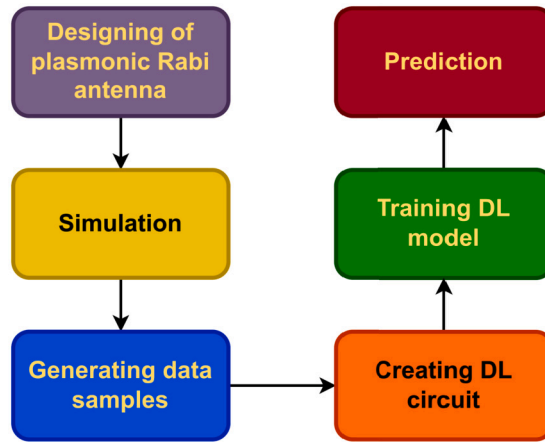 Designing of
plasmonic Rabi
antenna
Simulation
Generating data
samples
Creating DL
circuit
Training DL
model
Prediction